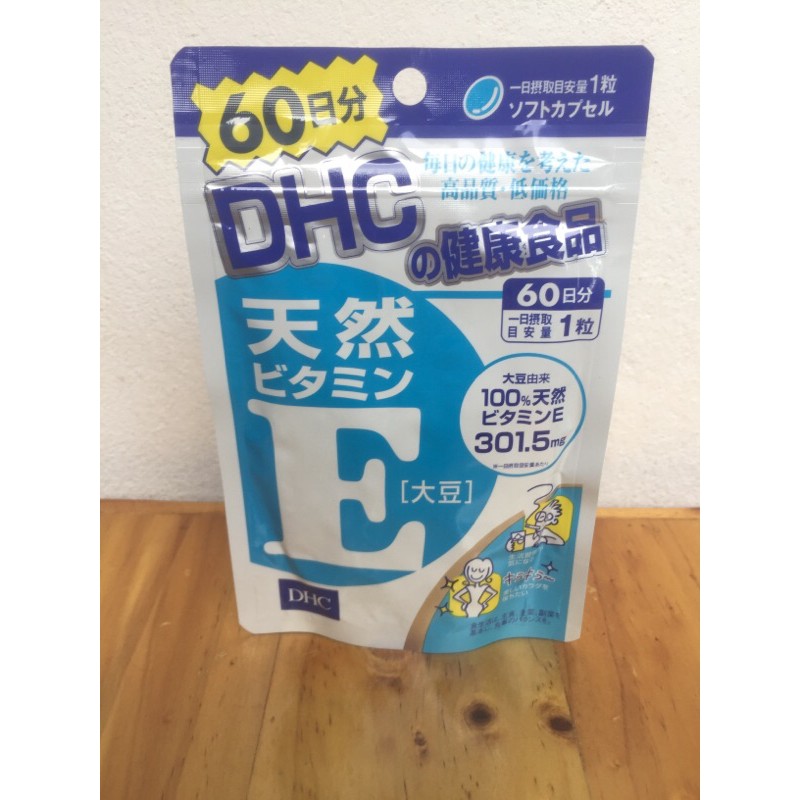 60日分
一日摂取目安量1粒
ソフトカプセル
毎日の健康を考えた
高品質・低価格
DHC
の健康食品
60日分
一日摂取
目安量 1粒
天然
ビタミン
E
[大豆]
大豆由来
100%天然
ビタミンE
301.5mg
DHC